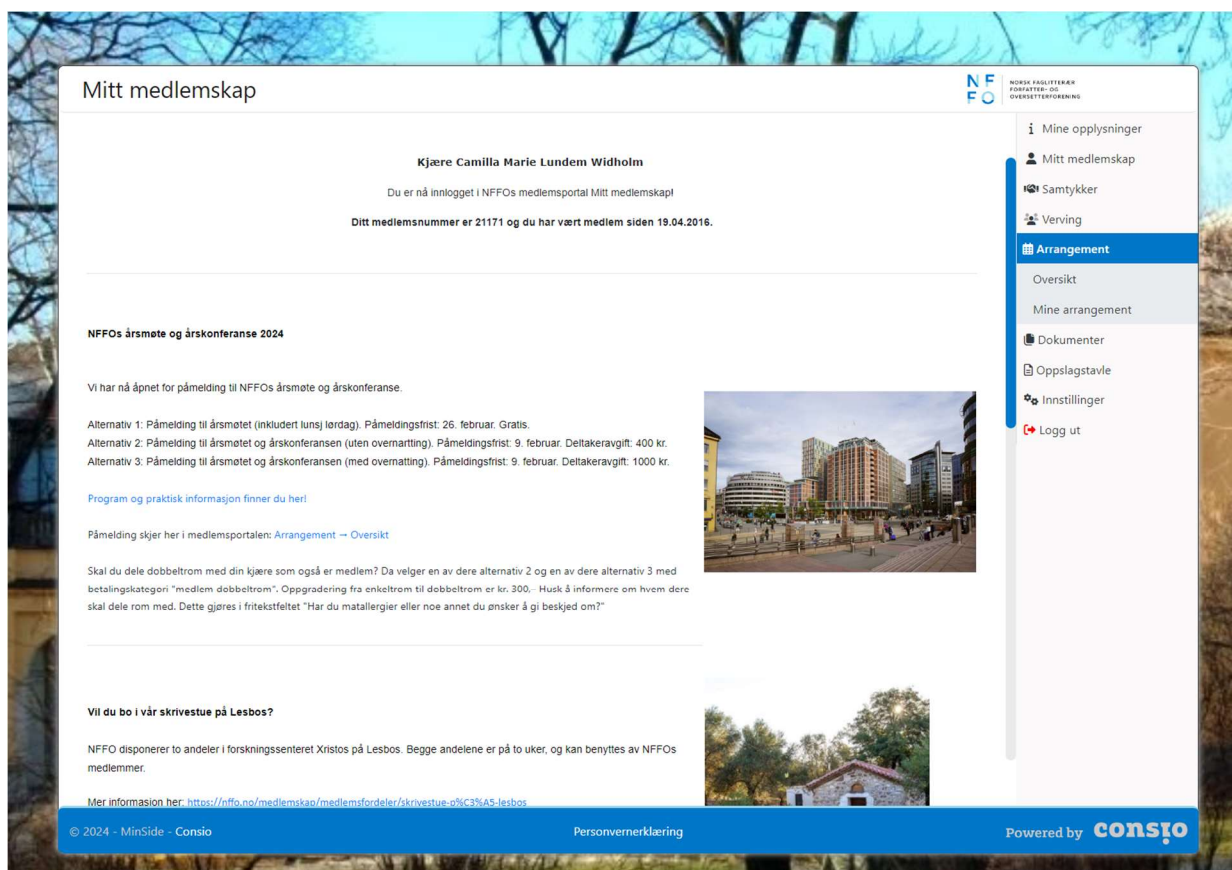 Mitt medlemskap
N F
F O
NORSK FAGLITTERÆR
FORFATTER- OG
OVERSETTERFORENING
Kjære Camilla Marie Lundem Widholm
Du er nå innlogget i NFFOs medlemsportal Mitt medlemskap!
Ditt medlemsnummer er 21171 og du har vært medlem siden 19.04.2016.
NFFOs årsmøte og årskonferanse 2024
Vi har nå åpnet for påmelding til NFFOs årsmøte og årskonferanse.
Alternativ 1: Påmelding til årsmøtet (inkludert lunsj lørdag). Påmeldingsfrist: 26. februar. Gratis.
Alternativ 2: Påmelding til årsmøtet og årskonferansen (uten overnartting). Påmeldingsfrist: 9. februar. Deltakeravgift: 400 kr.
Alternativ 3: Påmelding til årsmøtet og årskonferansen (med overnatting). Påmeldingsfrist: 9. februar. Deltakeravgift: 1000 kr.
Program og praktisk informasjon finner du her!
Påmelding skjer her i medlemsportalen: Arrangement → Oversikt
Skal du dele dobbeltrom med din kjære som også er medlem? Da velger en av dere alternativ 2 og en av dere alternativ 3 med
betalingskategori "medlem dobbeltrom". Oppgradering fra enkeltrom til dobbeltrom er kr. 300,- Husk å informere om hvem dere
skal dele rom med. Dette gjøres i fritekstfeltet "Har du matallergier eller noe annet du ønsker å gi beskjed om?"
Vil du bo i vår skrivestue på Lesbos?
NFFO disponerer to andeler i forskningssenteret Xristos på Lesbos. Begge andelene er på to uker, og kan benyttes av NFFOs
medlemmer.
Mer informasion her: https://nffo.no/medlemskap/medlemsfordeler/skrivestue-p%C3%A5-lesbos
Mine opplysninger
Mitt medlemskap
Samtykker
Verving
Arrangement
Oversikt
Mine arrangement
Dokumenter
Oppslagstavle
Innstillinger
Logg ut
© 2024 - MinSide - Consio
Personvernerklæring
Powered by consio